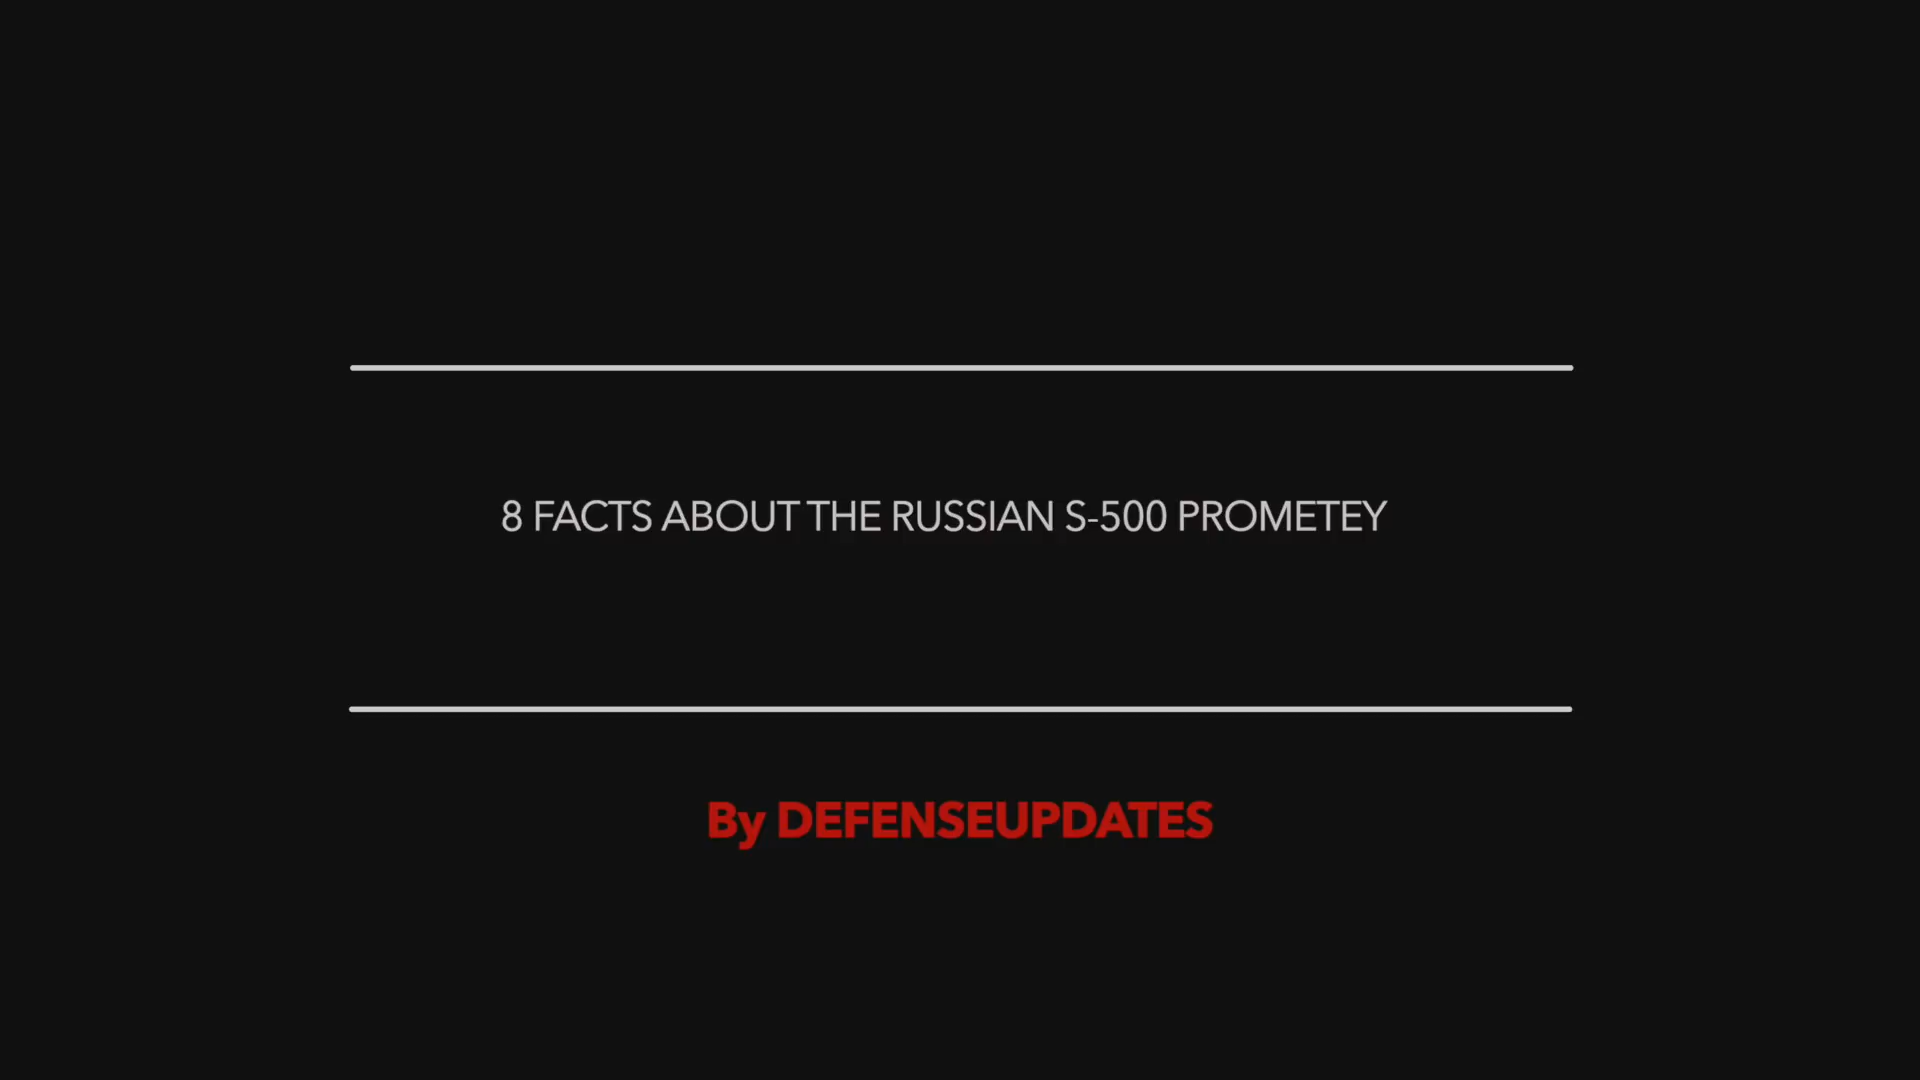 8 FACTS ABOUT THE RUSSIAN S-500 PROMETEY
By DEFENSEUPDATES